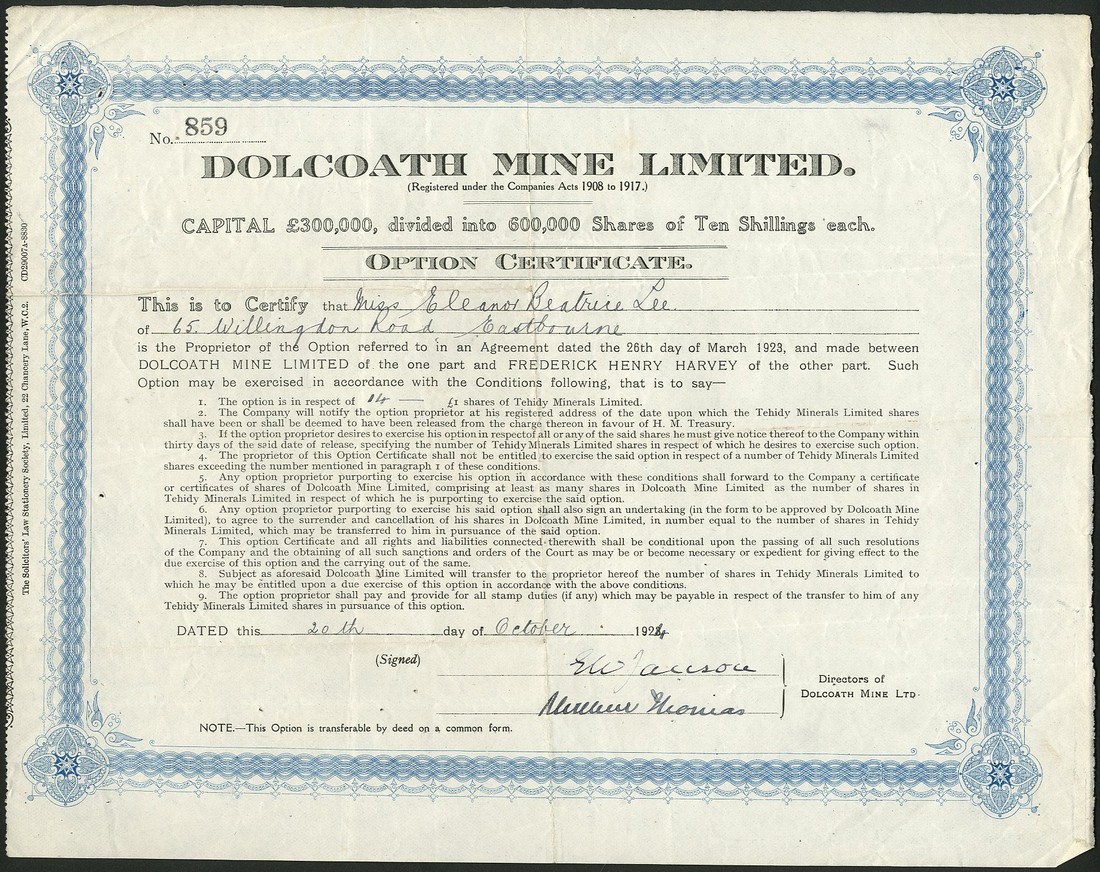 No. 859
DOLCOATH MINE LIMITED.
(Registered under the Companies Acts 1908 to 1917.)
CAPITAL £300,000, divided into 600,000 Shares of Ten Shillings each.
OPTION CERTIFICATE.
This is to Certify that Miss Eleanor Beatrice Lee
of 65. Willingdon Road Eastbourne
is the Proprietor of the Option referred to in an Agreement dated the 26th day of March 1923, and made between
DOLCOATH MINE LIMITED of the one part and FREDERICK HENRY HARVEY of the other part. Such
Option may be exercised in accordance with the Conditions following, that is to say—
1. The option is in respect of 14 — £1 shares of Tehidy Minerals Limited.
2. The Company will notify the option proprietor at his registered address of the date upon which the Tehidy Minerals Limited shares
shall have been or shall be deemed to have been released from the charge thereon in favour of H. M. Treasury.
3. If the option proprietor desires to exercise his option in respect of all or any of the said shares he must give notice thereof to the Company within
thirty days of the said date of release, specifying the number of Tehidy Minerals Limited shares in respect of which he desires to exercise such option.
4. The proprietor of this Option Certificate shall not be entitled to exercise the said option in respect of a number of Tehidy Minerals Limited
shares exceeding the number mentioned in paragraph 1 of these conditions.
5. Any option proprietor purporting to exercise his option in accordance with these conditions shall forward to the Company a certificate
or certificates of shares of Dolcoath Mine Limited, comprising at least as many shares in Dolcoath Mine Limited as the number of shares in
Tehidy Minerals Limited in respect of which he is purporting to exercise the said option.
6. Any option proprietor purporting to exercise his said option shall also sign an undertaking (in the form to be approved by Dolcoath Mine
Limited), to agree to the surrender and cancellation of his shares in Dolcoath Mine Limited, in number equal to the number of shares in Tehidy
Minerals Limited, which may be transferred to him in pursuance of the said option.
7. This option Certificate and all rights and liabilities connected therewith shall be conditional upon the passing of all such resolutions
of the Company and the obtaining of all such sanctions and orders of the Court as may be or become necessary or expedient for giving effect to the
due exercise of this option and the carrying out of the same.
8. Subject as aforesaid Dolcoath Mine Limited will transfer to the proprietor hereof the number of shares in Tehidy Minerals Limited to
which he may be entitled upon a due exercise of this option in accordance with the above conditions.
9. The option proprietor shall pay and provide for all stamp duties (if any) which may be payable in respect of the transfer to him of any
Tehidy Minerals Limited shares in pursuance of this option.
DATED this 20th day of October 1924
(Signed) E W Janson
Thomas
Directors of
DOLCOATH MINE LTD.
NOTE.—This Option is transferable by deed on a common form.
The Solicitors' Law Stationery Society, Limited, 22 Chancery Lane, W.C.2. CD29007A-8830